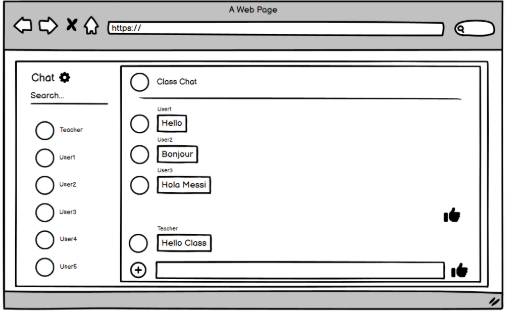 A Web Page
https://
Chat
Search...
Teacher
User1
User2
User3
User4
User5
Class Chat
User1
Hello
User2
Bonjour
User3
Hola Messi
Teacher
Hello Class